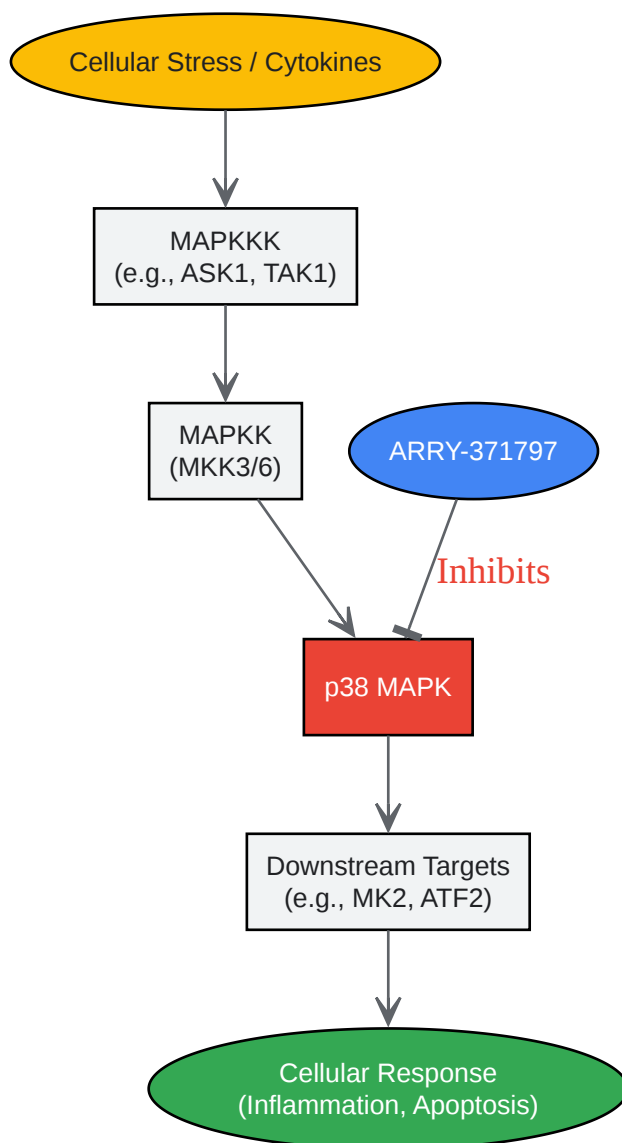 Cellular Stress / Cytokines
MAPKKK
(e.g., ASK1, TAK1)
MAPKK
(MKK3/6)
ARRY-371797
Inhibits
p38 MAPK
Downstream Targets
(e.g., MK2, ATF2)
Cellular Response
(Inflammation, Apoptosis)